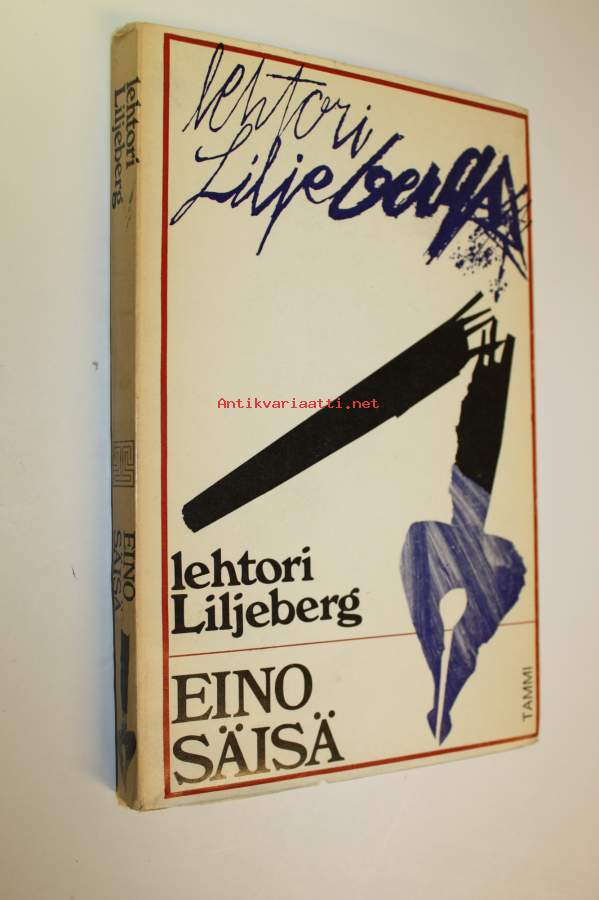 lehtori
Liljeberg
lehtori
Liljeberg
EINO
SÄISÄ
TAMMI
lehtori
Liljeberg
EINO
SÄISÄ
Antikvariaatti.net